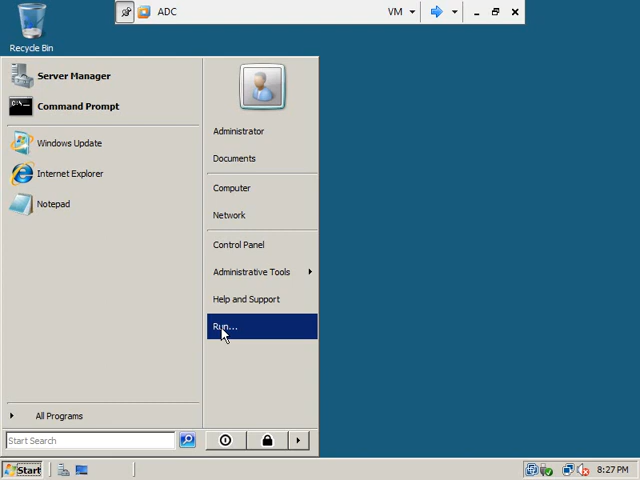 ADC
VM
Recycle Bin
Server Manager
Command Prompt
Windows Update
Internet Explorer
Notepad
All Programs
Start Search
Administrator
Documents
Computer
Network
Control Panel
Administrative Tools
Help and Support
Run...
Start
8:27 PM